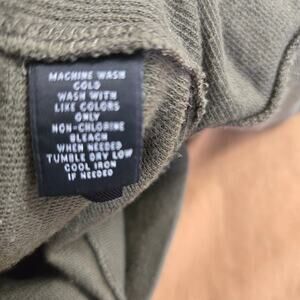 MACHINE WASH
COLD
WASH WITH
LIKE COLORS
ONLY
NON-CHLORINE
BLEACH
WHEN NEEDED
TUMBLE DRY LOW
COOL IRON
IF NEEDED